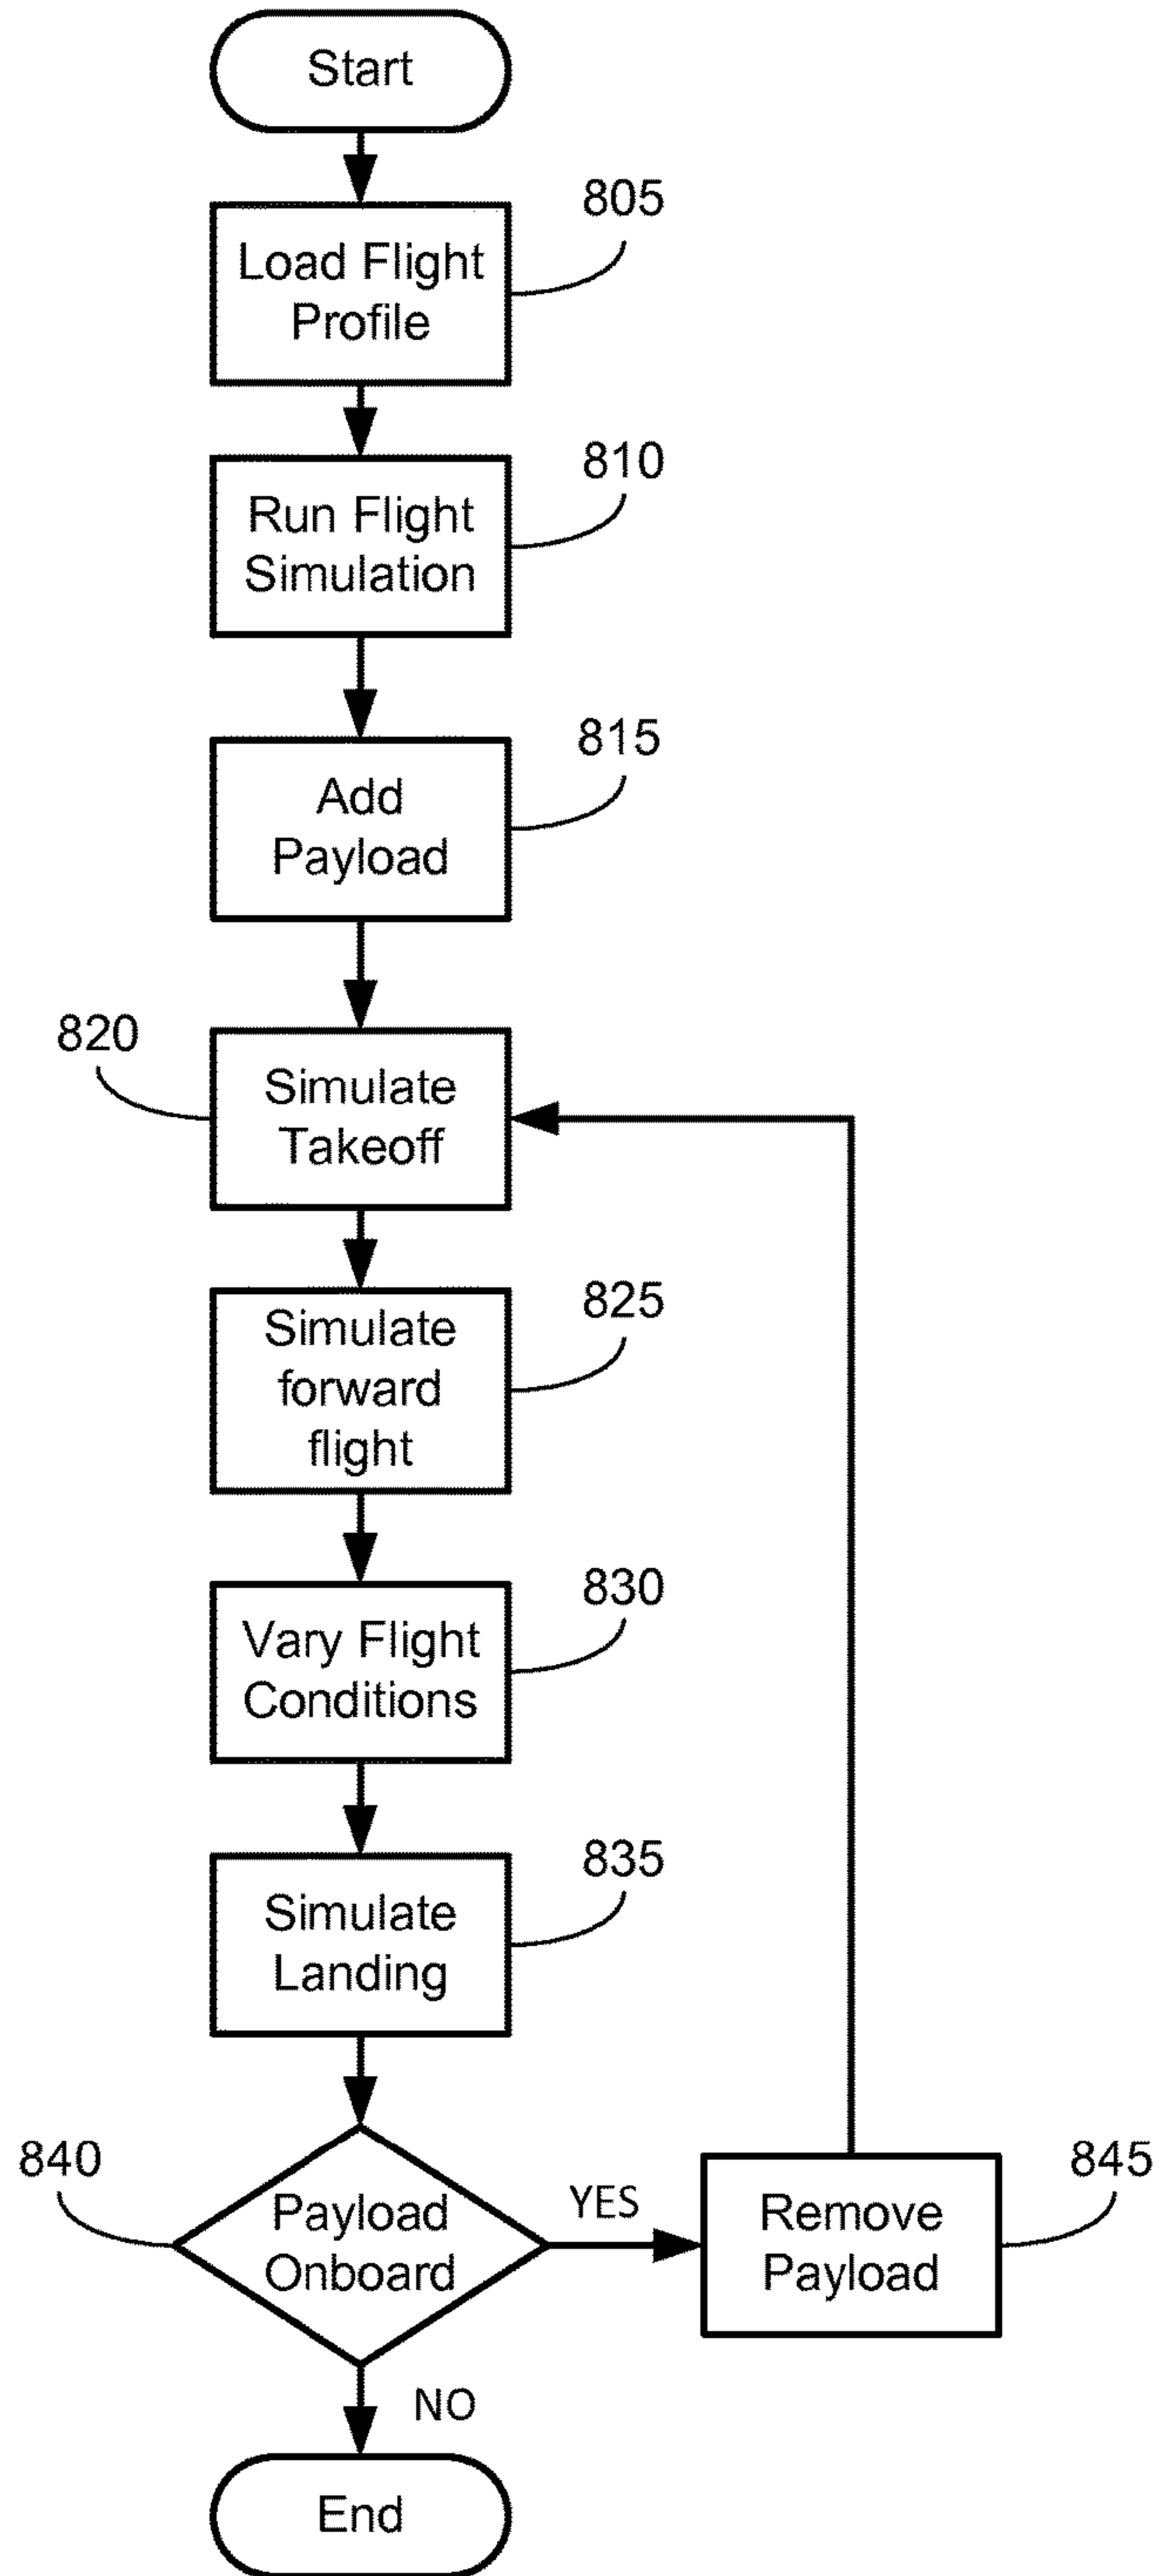 Start
805
Load Flight
Profile
810
Run Flight
Simulation
815
Add
Payload
820
Simulate
Takeoff
825
Simulate
forward
flight
830
Vary Flight
Conditions
835
Simulate
Landing
840
Payload
Onboard
YES
845
Remove
Payload
NO
End